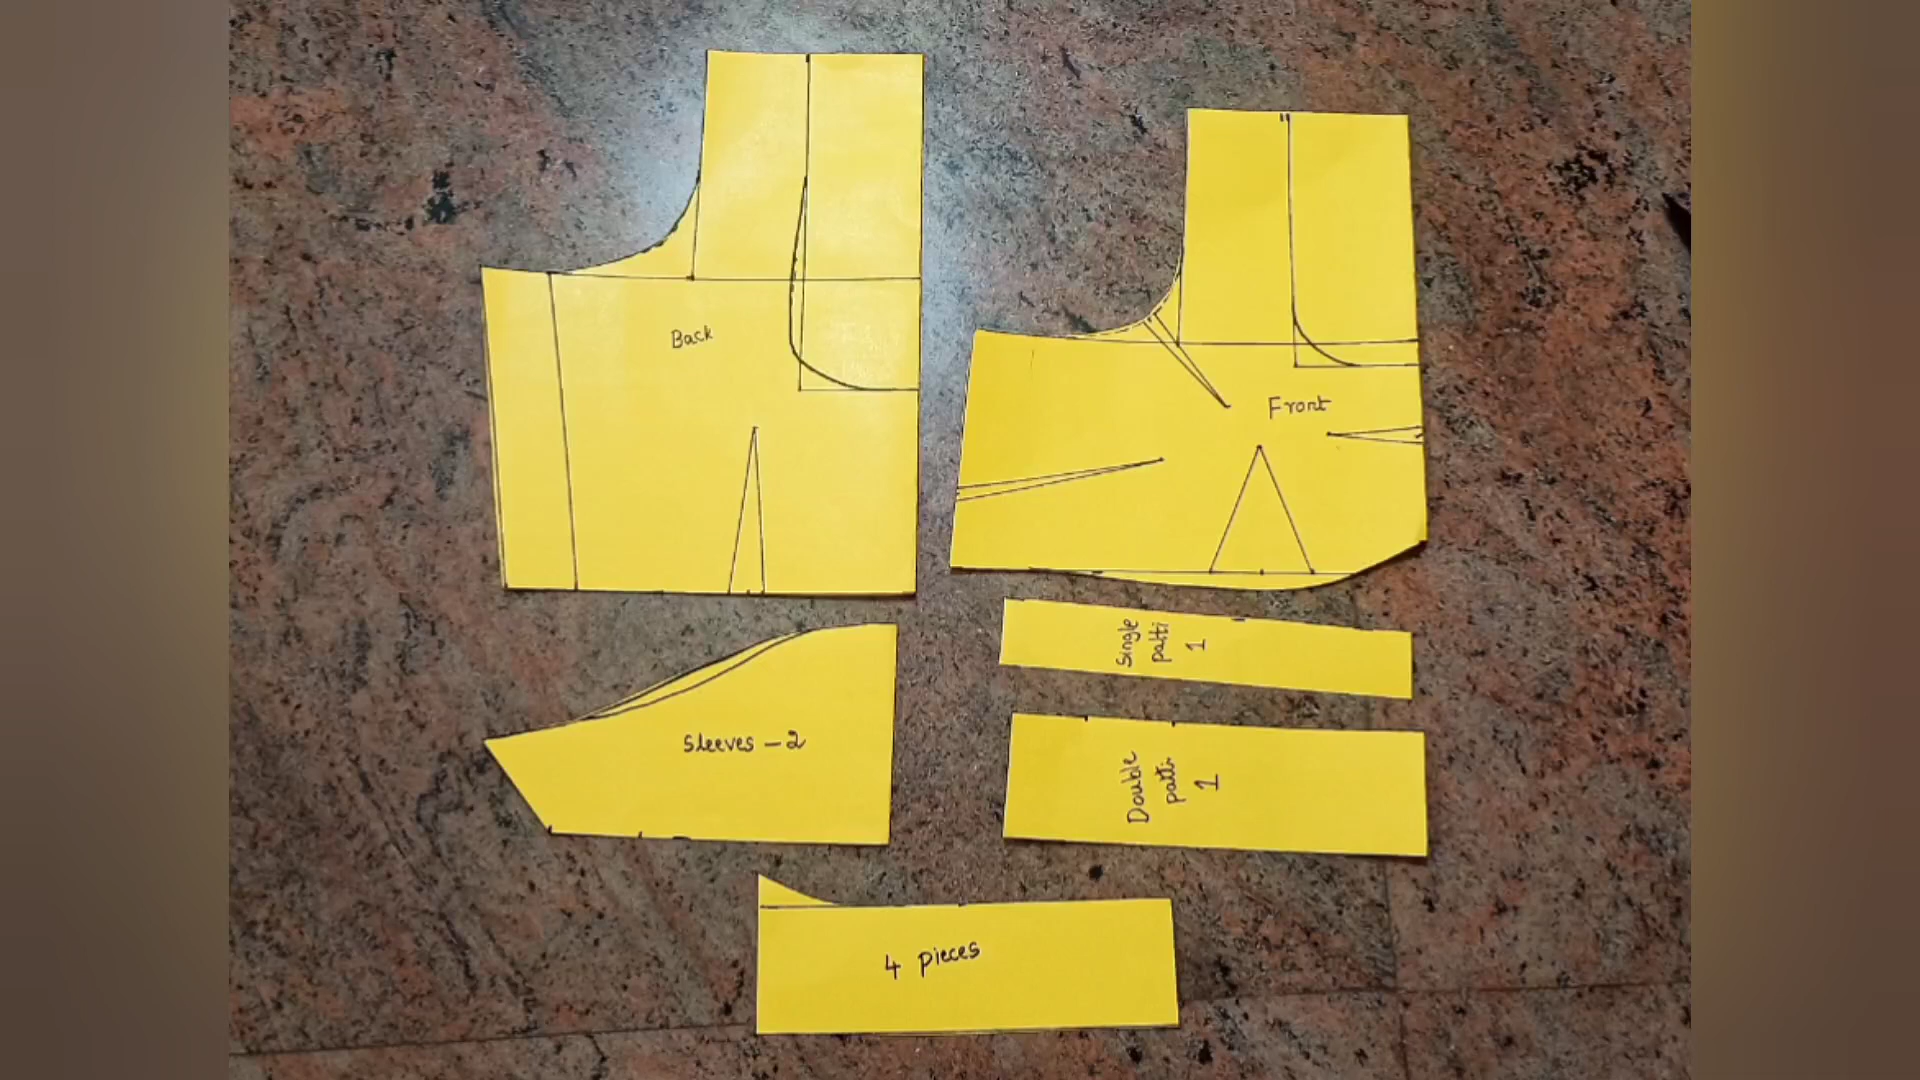 Back
Front
Single
patti
1
Sleeves - 2
Double
patti
1
4 pieces